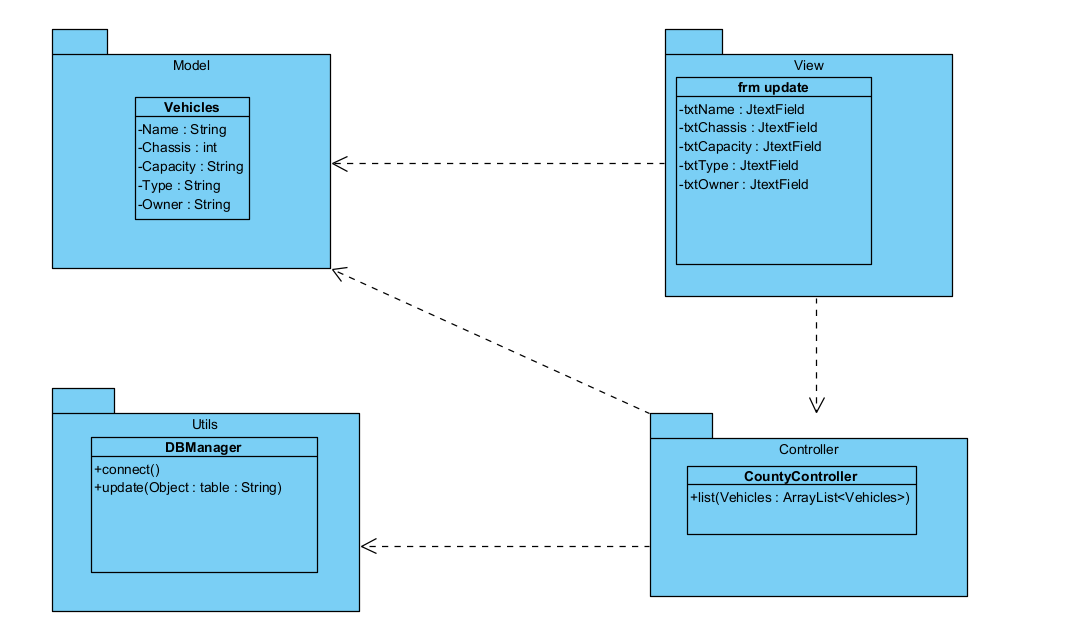 Model
Vehicles
-Name : String
-Chassis : int
-Capacity : String
-Type : String
-Owner : String
View
frm update
-txtName : JtextField
-txtChassis : JtextField
-txtCapacity : JtextField
-txtType : JtextField
-txtOwner : JtextField
Utils
DBManager
+connect()
+update(Object : table : String)
Controller
CountyController
+list(Vehicles : ArrayList<Vehicles>)